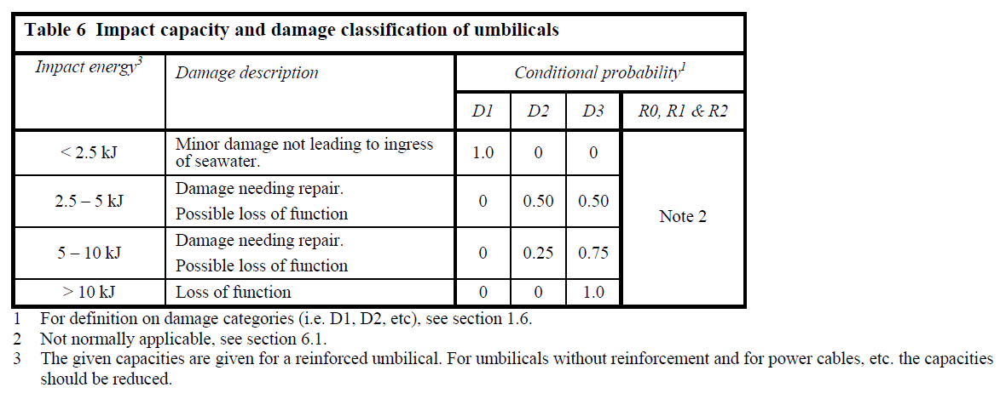 Table 6 Impact capacity and damage classification of umbilicals
Impact energy3 Damage description Conditional probability1
D1 D2 D3 R0, R1 & R2
< 2.5 kJ Minor damage not leading to ingress of seawater. 1.0 0 0 Note 2
2.5 – 5 kJ Damage needing repair. Possible loss of function 0 0.50 0.50
5 – 10 kJ Damage needing repair. Possible loss of function 0 0.25 0.75
> 10 kJ Loss of function 0 0 1.0
1 For definition on damage categories (i.e. D1, D2, etc), see section 1.6.
2 Not normally applicable, see section 6.1.
3 The given capacities are given for a reinforced umbilical. For umbilicals without reinforcement and for power cables, etc. the capacities
should be reduced.